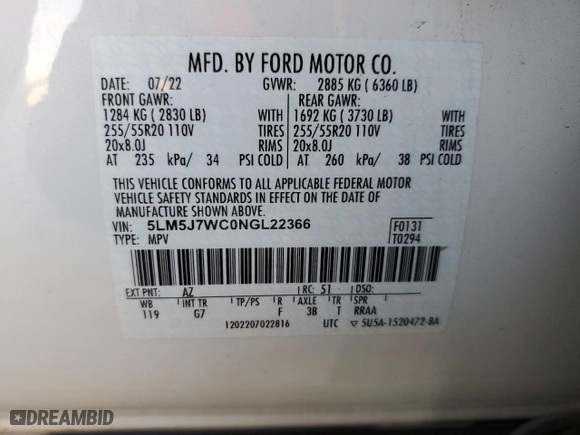 MFD. BY FORD MOTOR CO.
DATE: 07/22 GVWR: 2885 KG ( 6360 LB)
FRONT GAWR: REAR GAWR:
1284 KG ( 2830 LB) WITH 1692 KG ( 3730 LB) WITH
255/55R20 110V TIRES 255/55R20 110V TIRES
20x8.0J RIMS 20x8.0J RIMS
AT 235 kPa/ 34 PSI COLD AT 260 kPa/ 38 PSI COLD
THIS VEHICLE CONFORMS TO ALL APPLICABLE FEDERAL MOTOR
VEHICLE SAFETY STANDARDS IN EFFECT ON THE DATE OF
MANUFACTURE SHOWN ABOVE.
VIN: 5LM5J7WC0NGL22366 F0131
TYPE: MPV T0294
EXT PNT: AZ RC: 51 DSO:
WB INT TR TP/PS R AXLE TR SPR
119 G7 F 3B T RRAA
1202207022816 UTC ▽ 5U5A-1520472-BA
DREAMBID